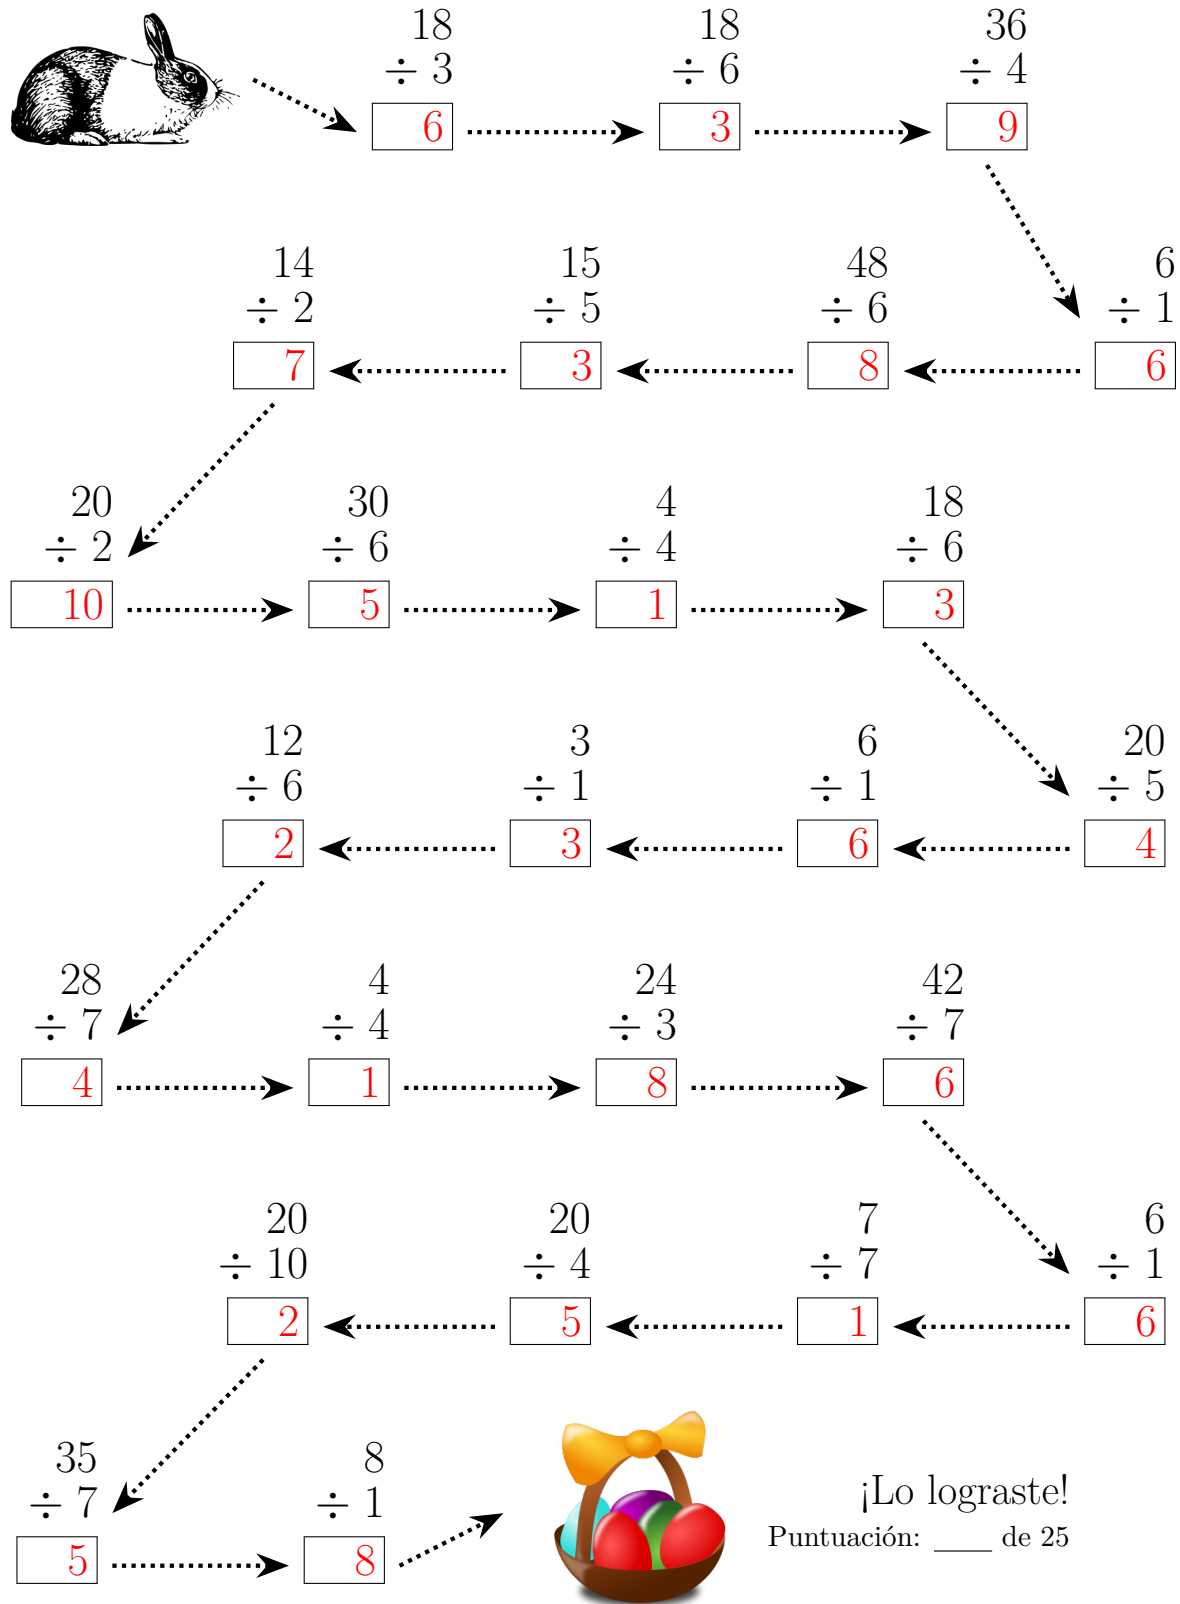 18 18 36
÷ 3 ÷ 6 ÷ 4
6 3 9
14 15 48 6
÷ 2 ÷ 5 ÷ 6 ÷ 1
7 3 8 6
20 30 4 18
÷ 2 ÷ 6 ÷ 4 ÷ 6
10 5 1 3
12 3 6 20
÷ 6 ÷ 1 ÷ 1 ÷ 5
2 3 6 4
28 4 24 42
÷ 7 ÷ 4 ÷ 3 ÷ 7
4 1 8 6
20 20 7 6
÷ 10 ÷ 4 ÷ 7 ÷ 1
2 5 1 6
35 8
÷ 7 ÷ 1
5 8
¡Lo lograste!
Puntuación: ____ de 25